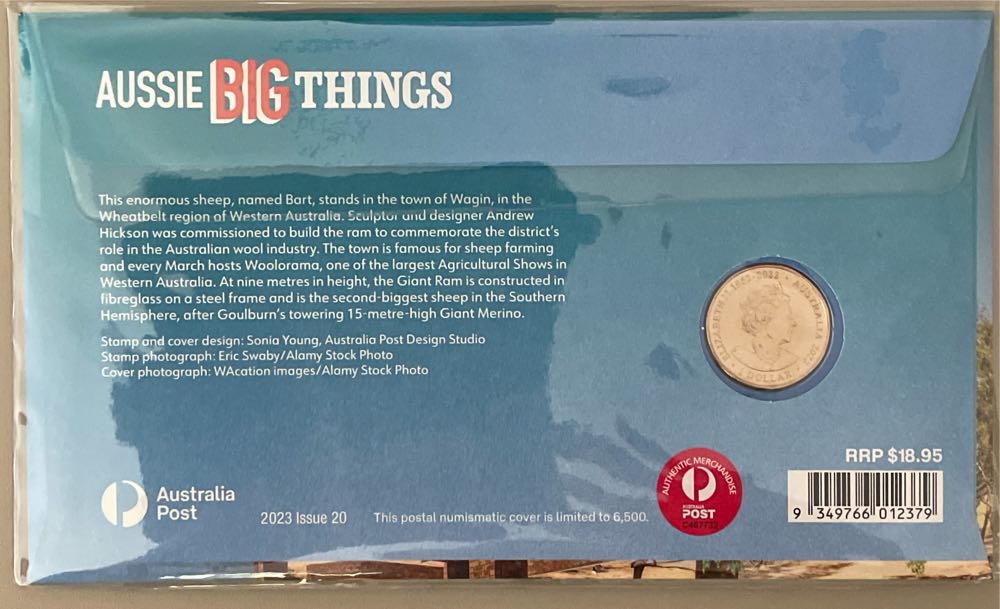 AUSSIE BIG THINGS
This enormous sheep, named Bart, stands in the town of Wagin, in the
Wheatbelt region of Western Australia. Sculptor and designer Andrew
Hickson was commissioned to build the ram to commemorate the district's
role in the Australian wool industry. The town is famous for sheep farming
and every March hosts Woolorama, one of the largest Agricultural Shows in
Western Australia. At nine metres in height, the Giant Ram is constructed in
fibreglass on a steel frame and is the second-biggest sheep in the Southern
Hemisphere, after Goulburn's towering 15-metre-high Giant Merino.
Stamp and cover design: Sonia Young, Australia Post Design Studio
Stamp photograph: Eric Swaby/Alamy Stock Photo
Cover photograph: WAcation images/Alamy Stock Photo
ELIZABETH II 1952-2022 • AUSTRALIA 2023
1 DOLLAR
Australia
Post
2023 Issue 20
This postal numismatic cover is limited to 6,500.
AUTHENTIC MERCHANDISE
AUSTRALIA
POST
RRP $18.95
9 349766 012379